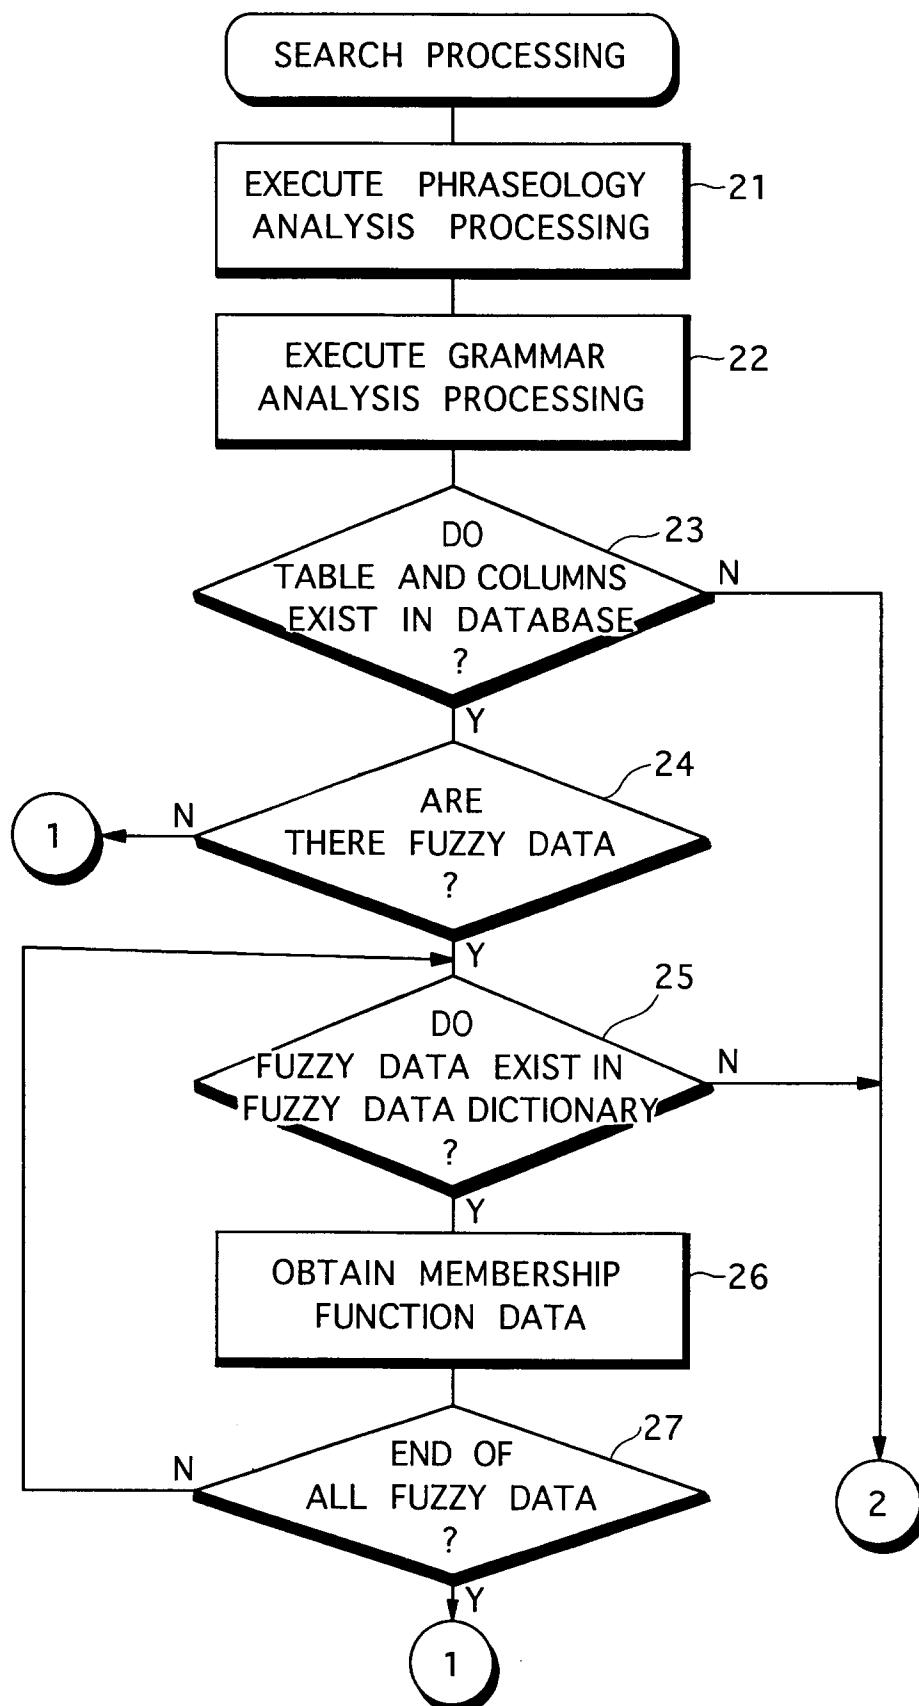 SEARCH PROCESSING
EXECUTE PHRASEOLOGY
ANALYSIS PROCESSING
21
EXECUTE GRAMMAR
ANALYSIS PROCESSING
22
DO
TABLE AND COLUMNS
EXIST IN DATABASE
?
23
N
Y
ARE
THERE FUZZY DATA
?
24
N
1
Y
DO
FUZZY DATA EXIST IN
FUZZY DATA DICTIONARY
?
25
N
Y
OBTAIN MEMBERSHIP
FUNCTION DATA
26
END OF
ALL FUZZY DATA
?
27
N
2
Y
1